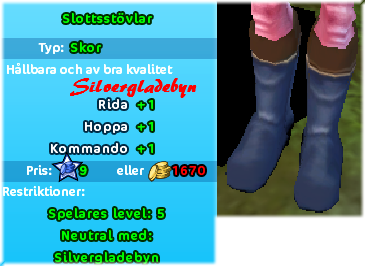 Slottsstövlar
Typ: Skor
Hållbara och av bra kvalitet
Silvergladebyn
Rida +1
Hoppa +1
Kommando +1
Pris: 9 eller 1670
Restriktioner:
Spelares level: 5
Neutral med:
Silvergladebyn